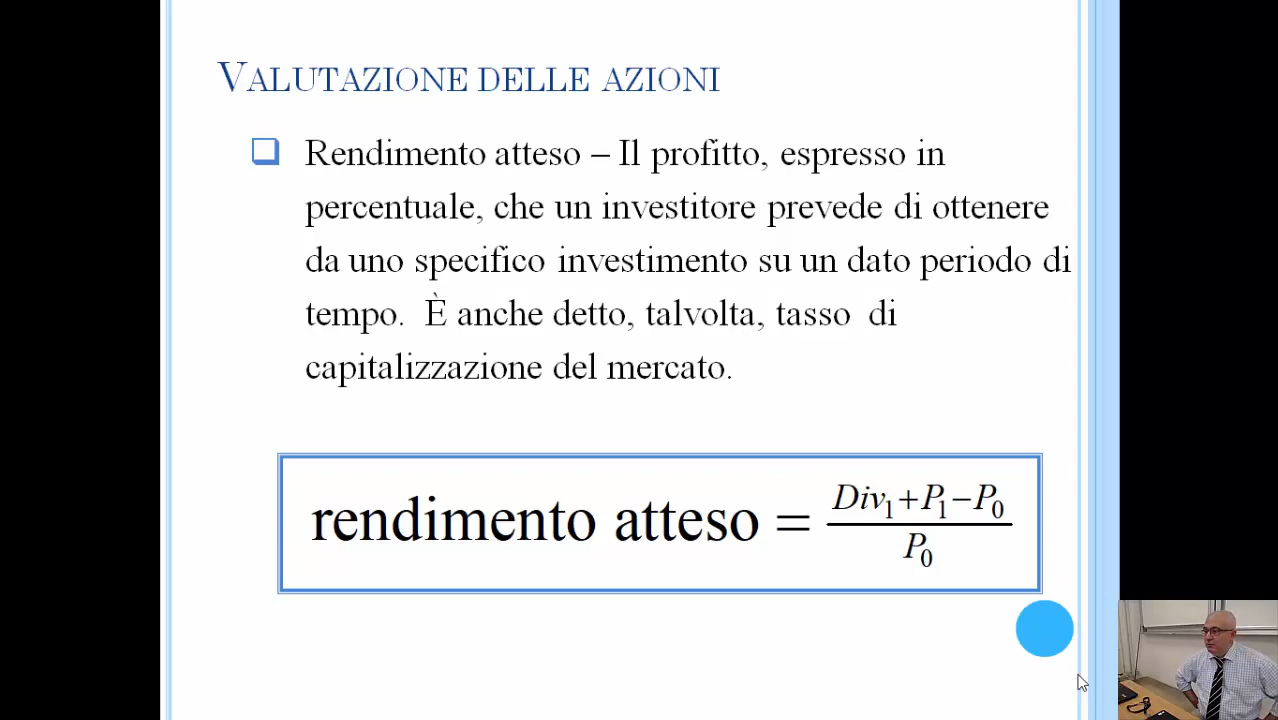 VALUTAZIONE DELLE AZIONI
❑ Rendimento atteso – Il profitto, espresso in
percentuale, che un investitore prevede di ottenere
da uno specifico investimento su un dato periodo di
tempo. È anche detto, talvolta, tasso di
capitalizzazione del mercato.
rendimento atteso = (Div₁+P₁−P₀) / P₀